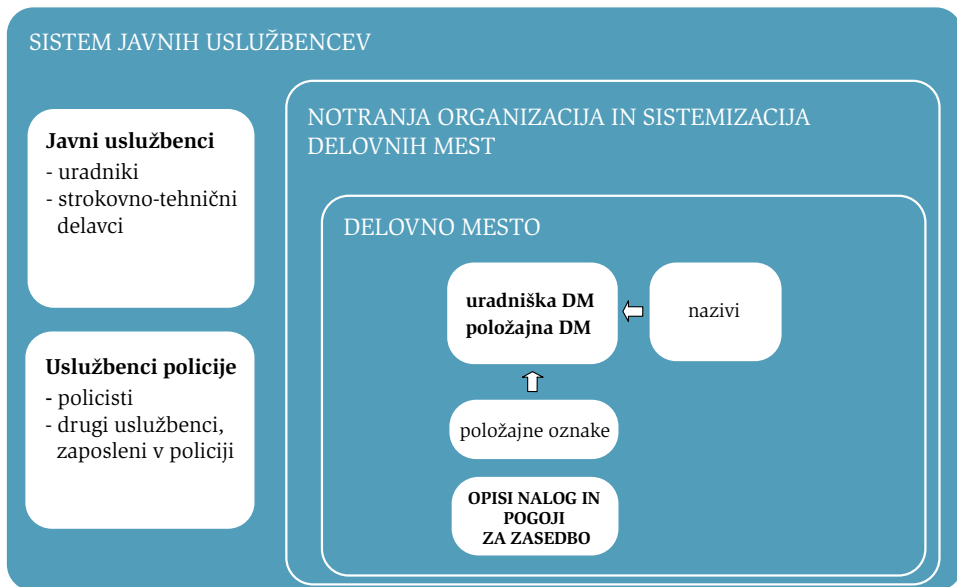 SISTEM JAVNIH USLUŽBENCEV
Javni uslužbenci
- uradniki
- strokovno-tehnični
delavci
Uslužbenci policije
- policisti
- drugi uslužbenci,
zaposleni v policiji
NOTRANJA ORGANIZACIJA IN SISTEMIZACIJA
DELOVNIH MEST
DELOVNO MESTO
uradniška DM
položajna DM
nazivi
položajne oznake
OPISI NALOG IN
POGOJI
ZA ZASEDBO